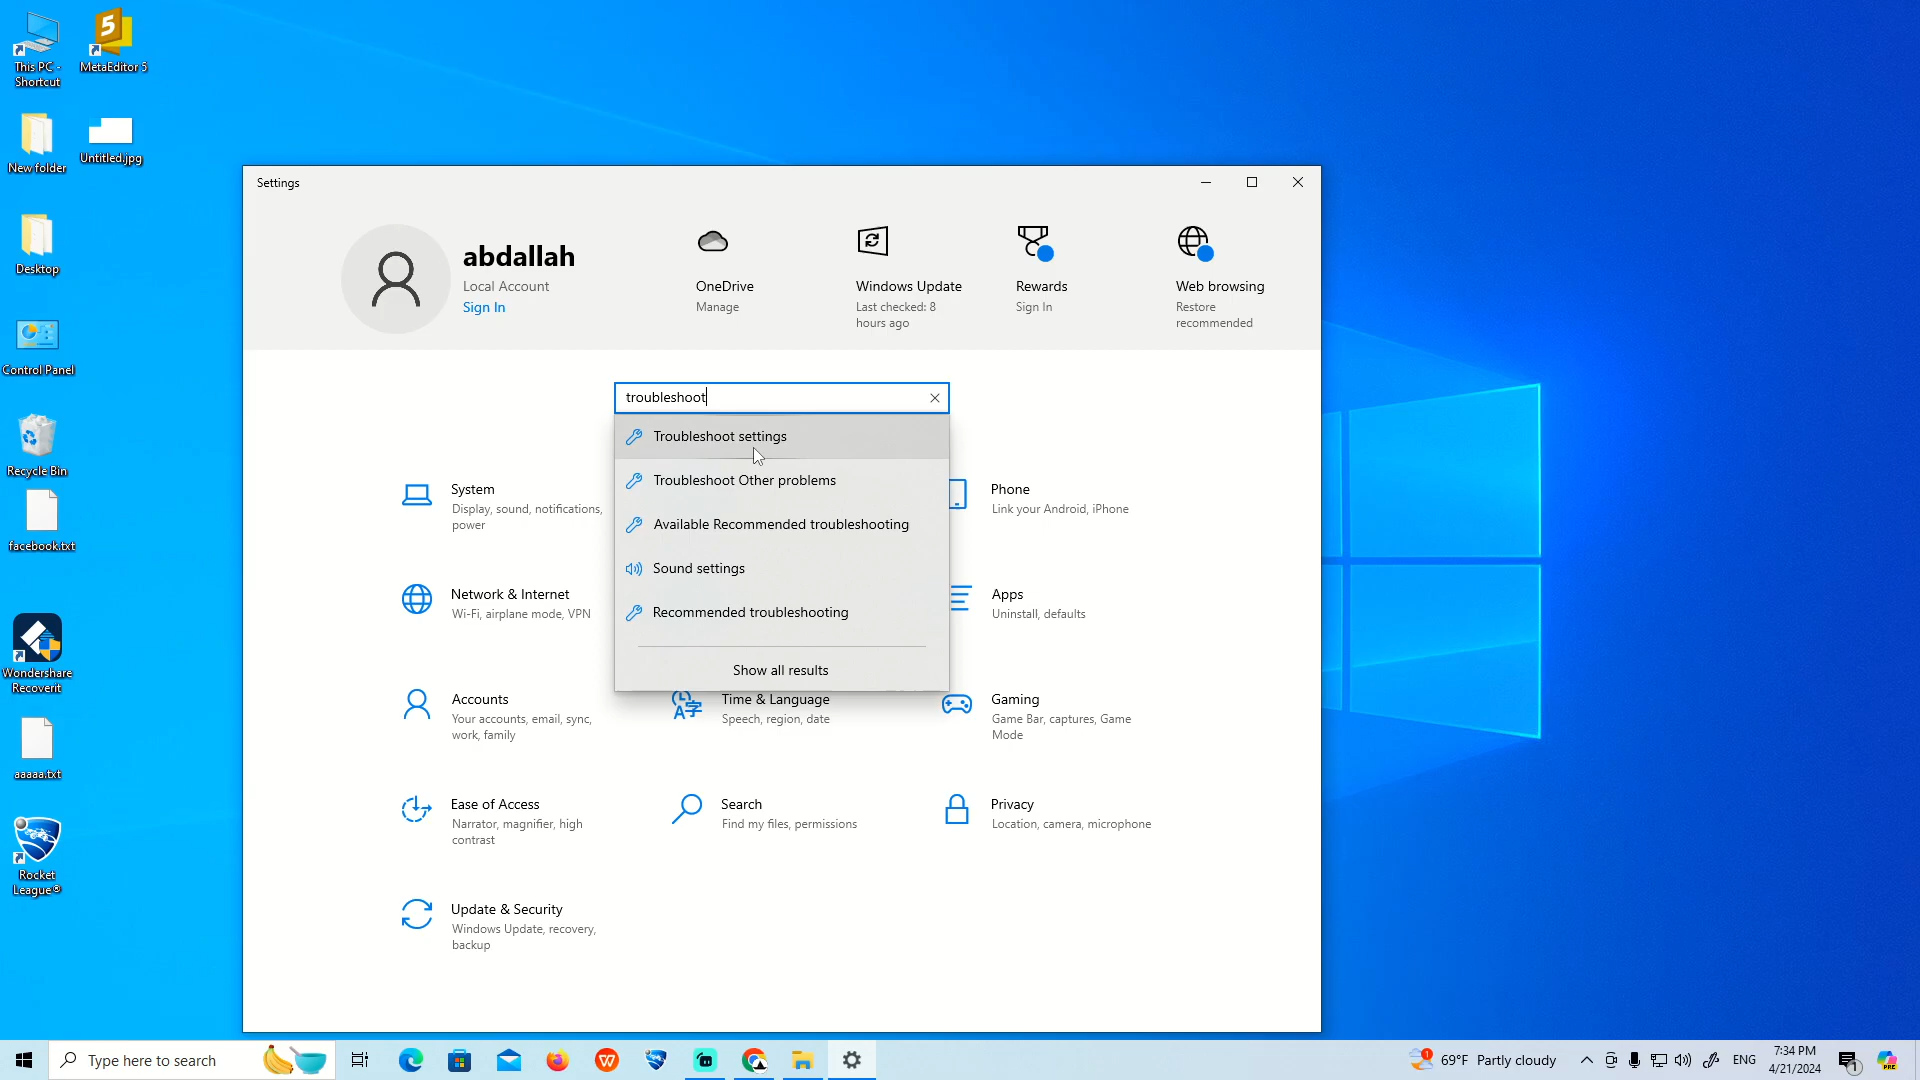 This PC -
Shortcut
MetaEditor 5
New folder
Untitled.jpg
Desktop
Control Panel
Recycle Bin
facebook.txt
Wondershare
Recoverit
aaaaa.txt
Rocket
League®
Settings
abdallah
Local Account
Sign In
OneDrive
Manage
Windows Update
Last checked: 8
hours ago
Rewards
Sign In
Web browsing
Restore
recommended
troubleshoot
Troubleshoot settings
Troubleshoot Other problems
Available Recommended troubleshooting
Sound settings
Recommended troubleshooting
Show all results
System
Display, sound, notifications,
power
Phone
Link your Android, iPhone
Network & Internet
Wi-Fi, airplane mode, VPN
Apps
Uninstall, defaults
Accounts
Your accounts, email, sync,
work, family
Time & Language
Speech, region, date
Gaming
Game Bar, captures, Game
Mode
Ease of Access
Narrator, magnifier, high
contrast
Search
Find my files, permissions
Privacy
Location, camera, microphone
Update & Security
Windows Update, recovery,
backup
Type here to search
1
69°F Partly cloudy
ENG
7:34 PM
4/21/2024
1
PRE